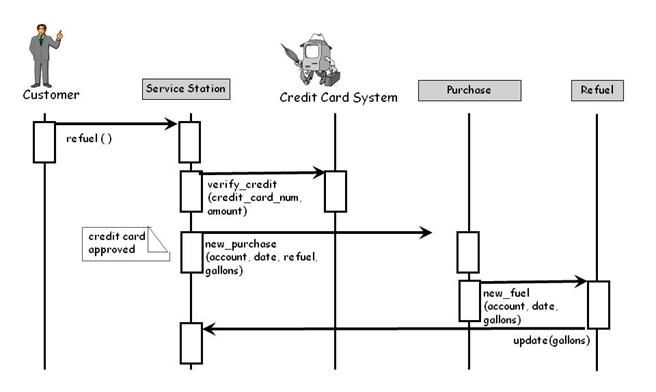 Customer
Service Station
Credit Card System
Purchase
Refuel
refuel ( )
verify_credit
(credit_card_num,
amount)
credit card
approved
new_purchase
(account, date, refuel,
gallons)
new_fuel
(account, date,
gallons)
update(gallons)